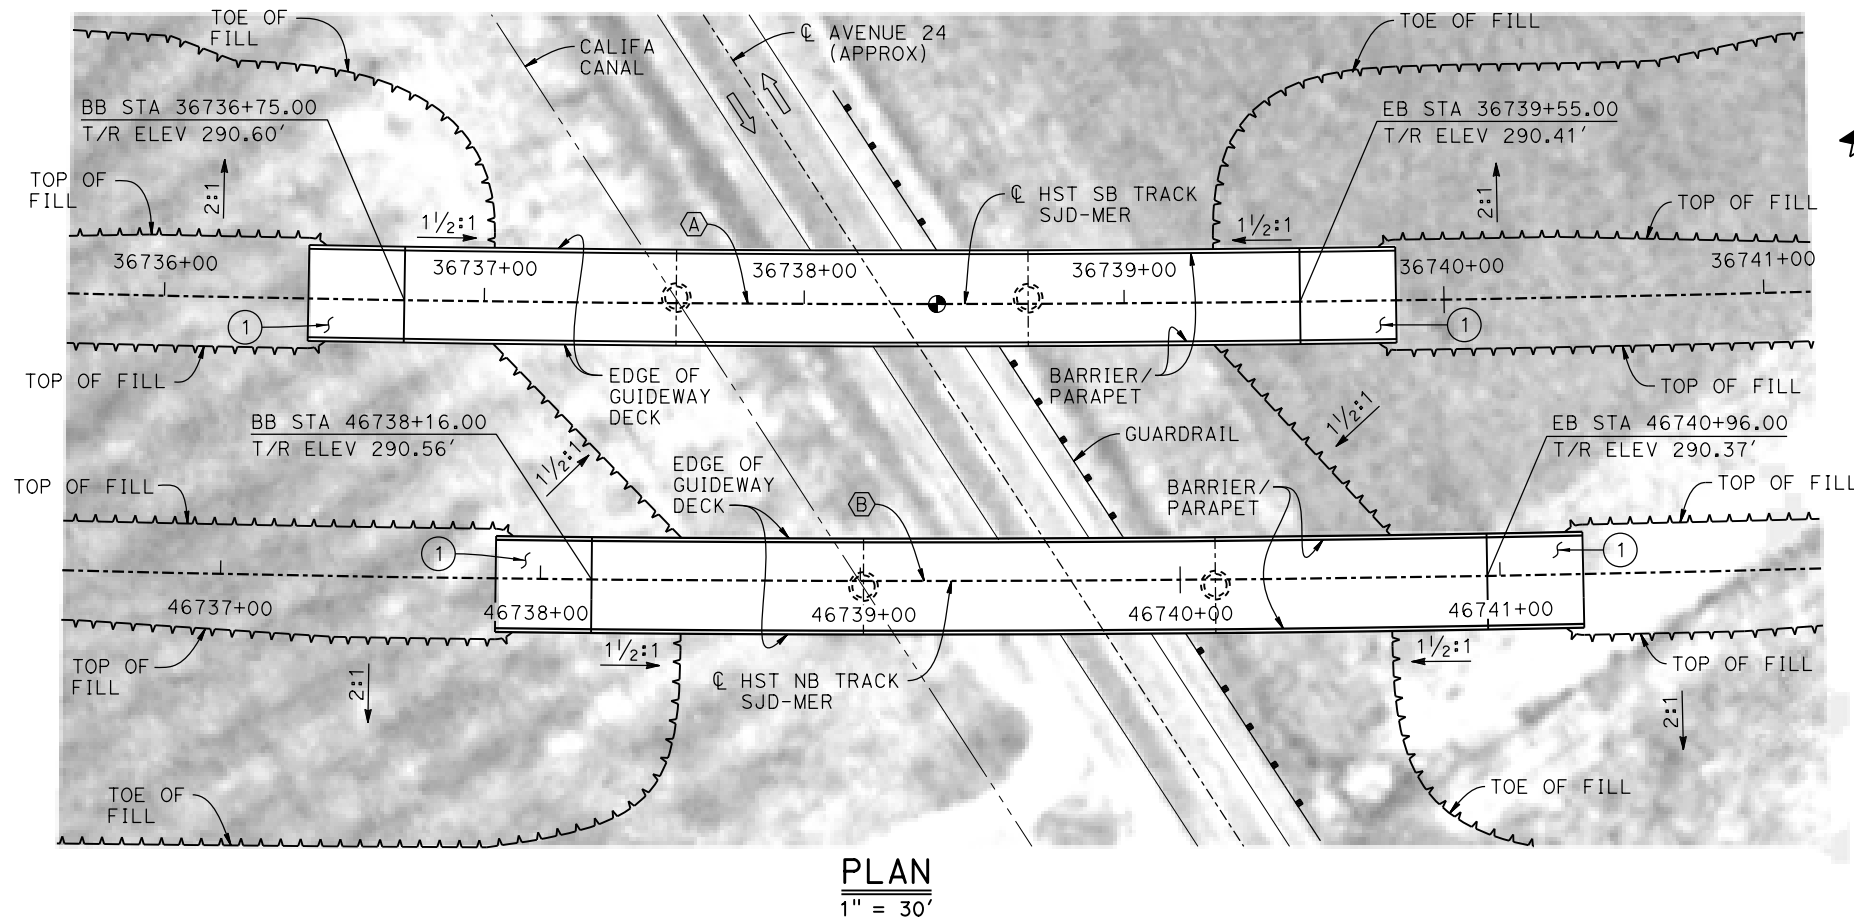 TOE OF
FILL
CALIFA
CANAL
℄ AVENUE 24
(APPROX)
TOE OF FILL
BB STA 36736+75.00
T/R ELEV 290.60'
EB STA 36739+55.00
T/R ELEV 290.41'
TOP OF
FILL
2:1
1½:1
A
℄ HST SB TRACK
SJD-MER
1½:1
2:1
TOP OF FILL
36736+00
36737+00
36738+00
36739+00
36740+00
36741+00
1
1
TOP OF FILL
EDGE OF
GUIDEWAY
DECK
BARRIER/
PARAPET
TOP OF FILL
BB STA 46738+16.00
T/R ELEV 290.56'
1½:1
GUARDRAIL
1½:1
EB STA 46740+96.00
T/R ELEV 290.37'
TOP OF FILL
EDGE OF
GUIDEWAY
DECK
B
BARRIER/
PARAPET
TOP OF FILL
1
1
46737+00
46738+00
46739+00
46740+00
46741+00
TOP OF
FILL
2:1
1½:1
℄ HST NB TRACK
SJD-MER
1½:1
TOP OF FILL
2:1
TOE OF
FILL
TOE OF FILL
PLAN
1" = 30'